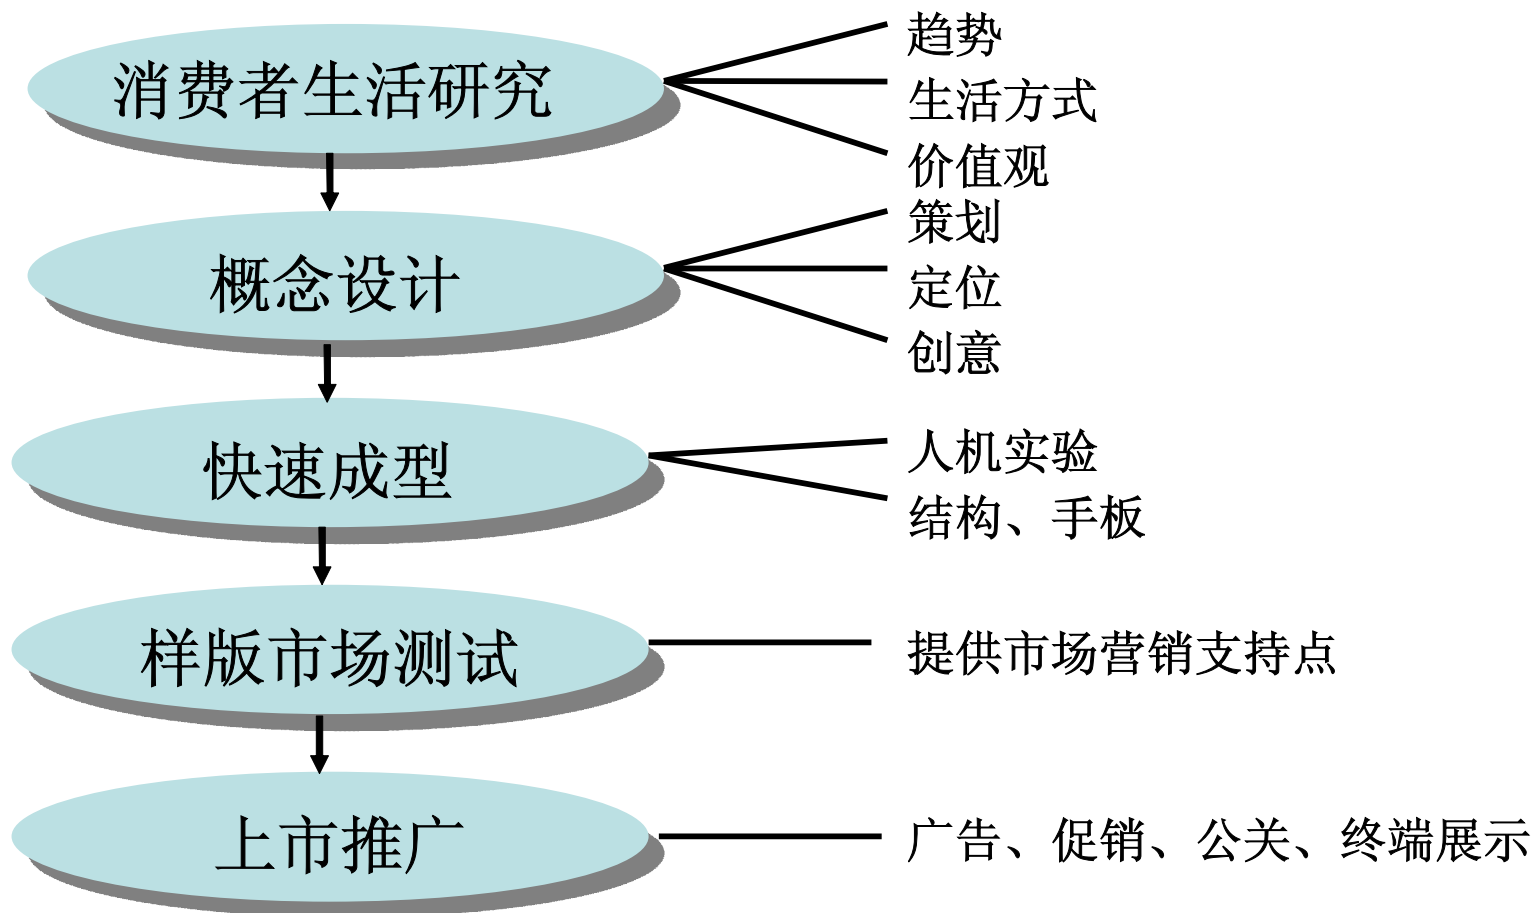 消费者生活研究
趋势
生活方式
价值观
概念设计
策划
定位
创意
快速成型
人机实验
结构、手板
样版市场测试
提供市场营销支持点
上市推广
广告、促销、公关、终端展示